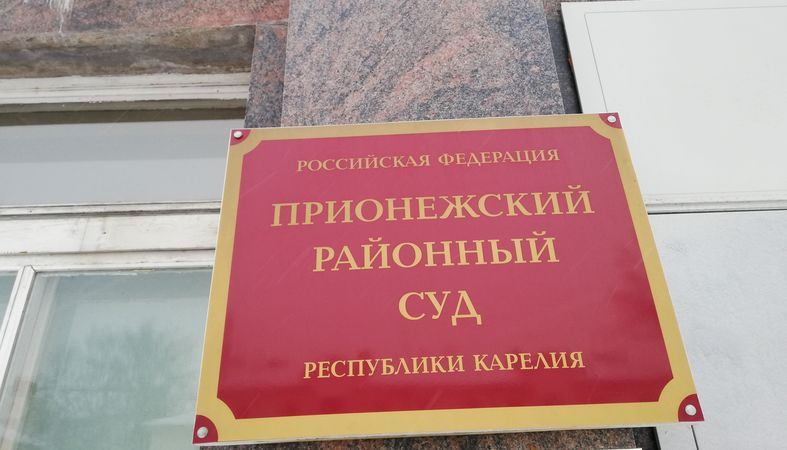 РОССИЙСКАЯ ФЕДЕРАЦИЯ
ПРИОНЕЖСКИЙ
РАЙОННЫЙ
СУД
РЕСПУБЛИКИ КАРЕЛИЯ